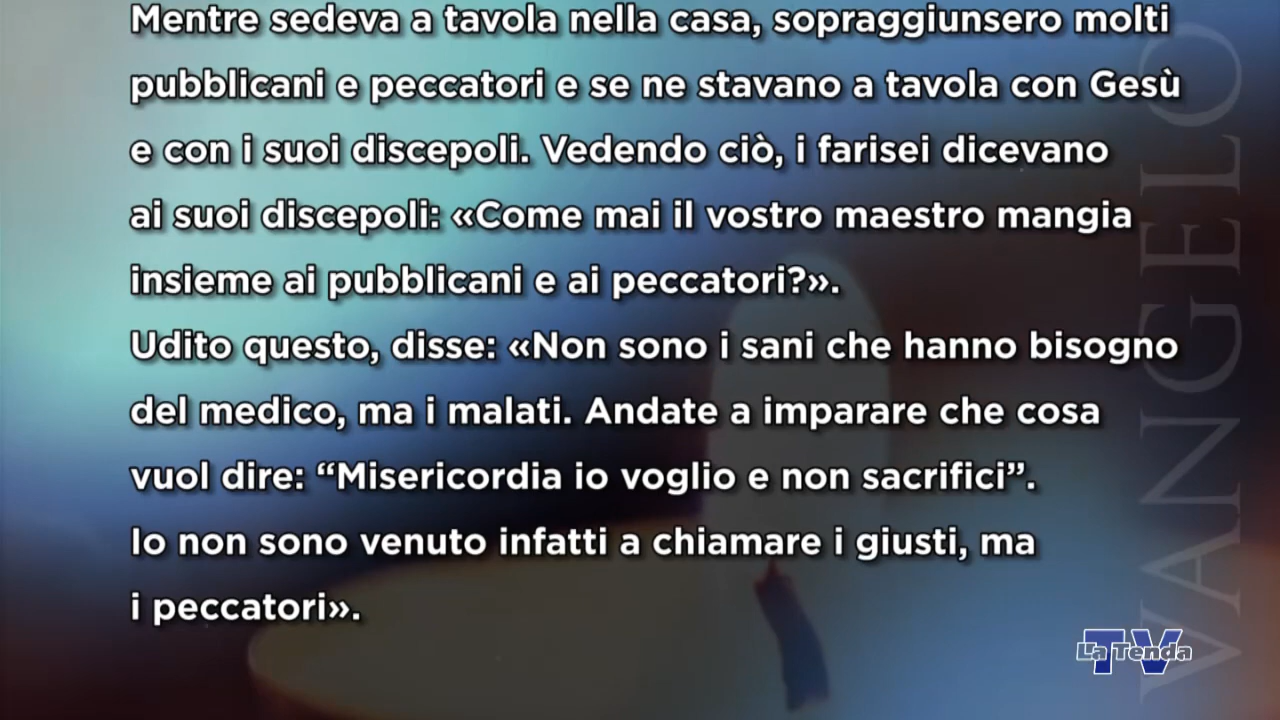 Mentre sedeva a tavola nella casa, sopraggiunsero molti
pubblicani e peccatori e se ne stavano a tavola con Gesù
e con i suoi discepoli. Vedendo ciò, i farisei dicevano
ai suoi discepoli: «Come mai il vostro maestro mangia
insieme ai pubblicani e ai peccatori?».
Udito questo, disse: «Non sono i sani che hanno bisogno
del medico, ma i malati. Andate a imparare che cosa
vuol dire: “Misericordia io voglio e non sacrifici”.
Io non sono venuto infatti a chiamare i giusti, ma
i peccatori».
VANGELO
TV
La Tenda